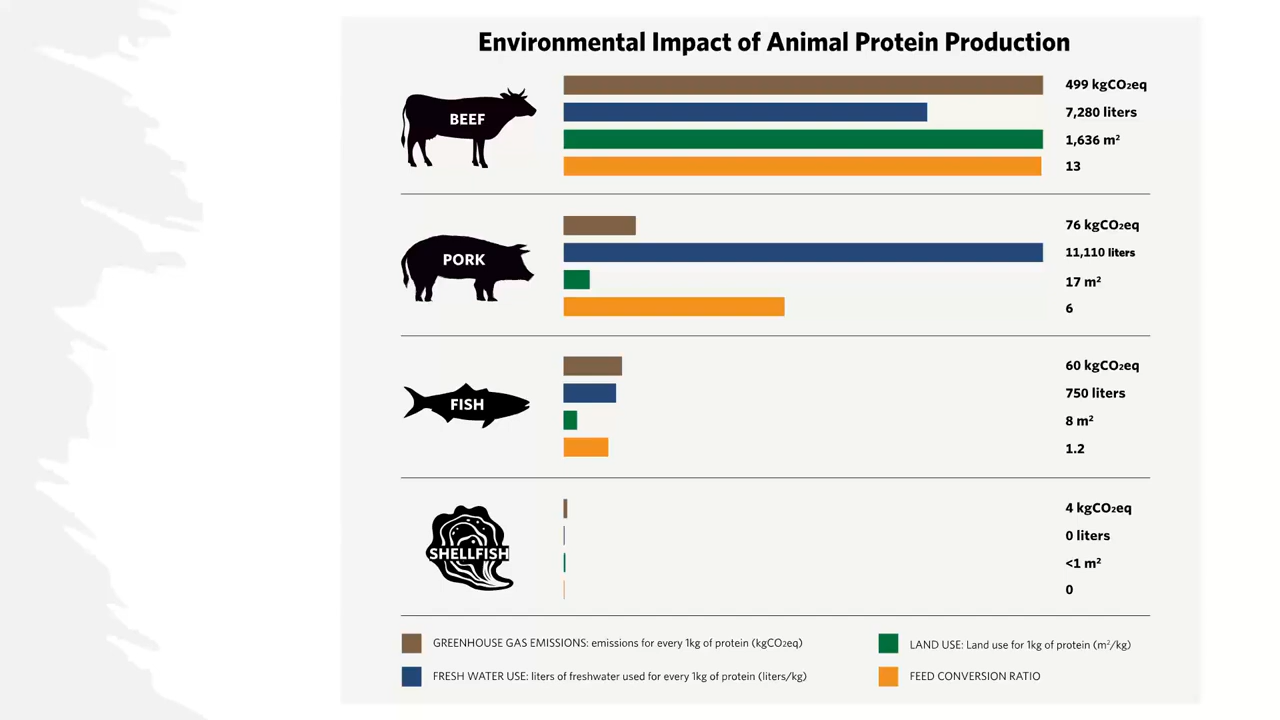 Environmental Impact of Animal Protein Production
BEEF
499 kgCO₂eq
7,280 liters
1,636 m²
13
PORK
76 kgCO₂eq
11,110 liters
17 m²
6
FISH
60 kgCO₂eq
750 liters
8 m²
1.2
SHELLFISH
4 kgCO₂eq
0 liters
<1 m²
0
GREENHOUSE GAS EMISSIONS: emissions for every 1kg of protein (kgCO₂eq)
LAND USE: Land use for 1kg of protein (m²/kg)
FRESH WATER USE: liters of freshwater used for every 1kg of protein (liters/kg)
FEED CONVERSION RATIO